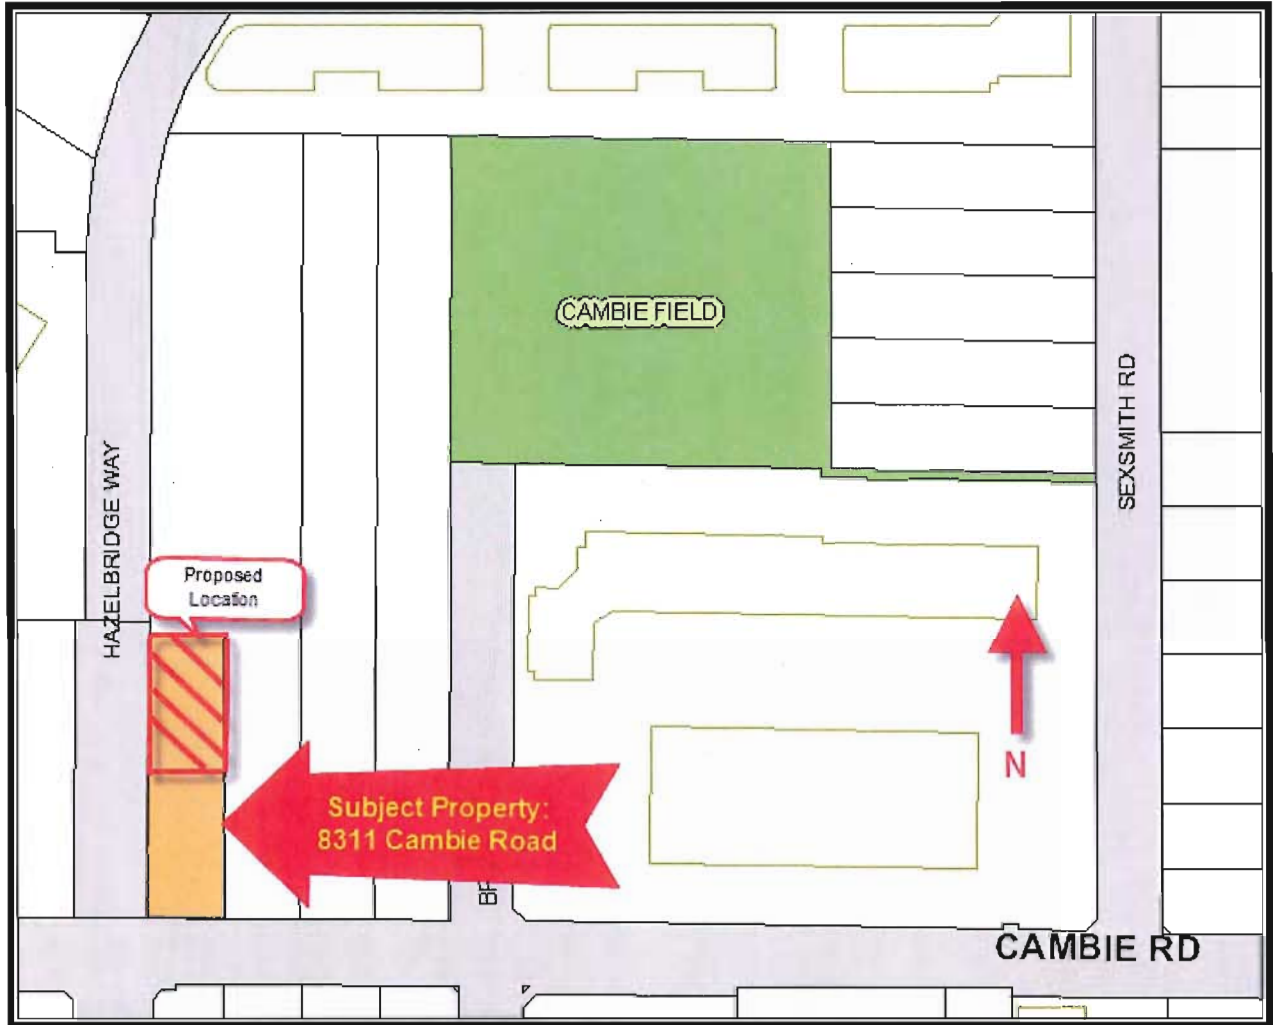 CAMBIE FIELD
SEXSMITH RD
HAZELBRIDGE WAY
Proposed
Location
N
Subject Property:
8311 Cambie Road
CAMBIE RD